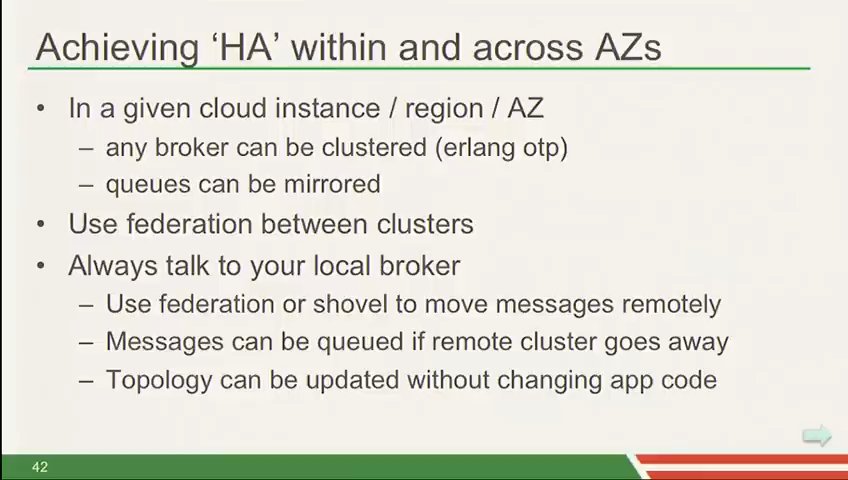 Achieving ‘HA’ within and across AZs
• In a given cloud instance / region / AZ
– any broker can be clustered (erlang otp)
– queues can be mirrored
• Use federation between clusters
• Always talk to your local broker
– Use federation or shovel to move messages remotely
– Messages can be queued if remote cluster goes away
– Topology can be updated without changing app code
42